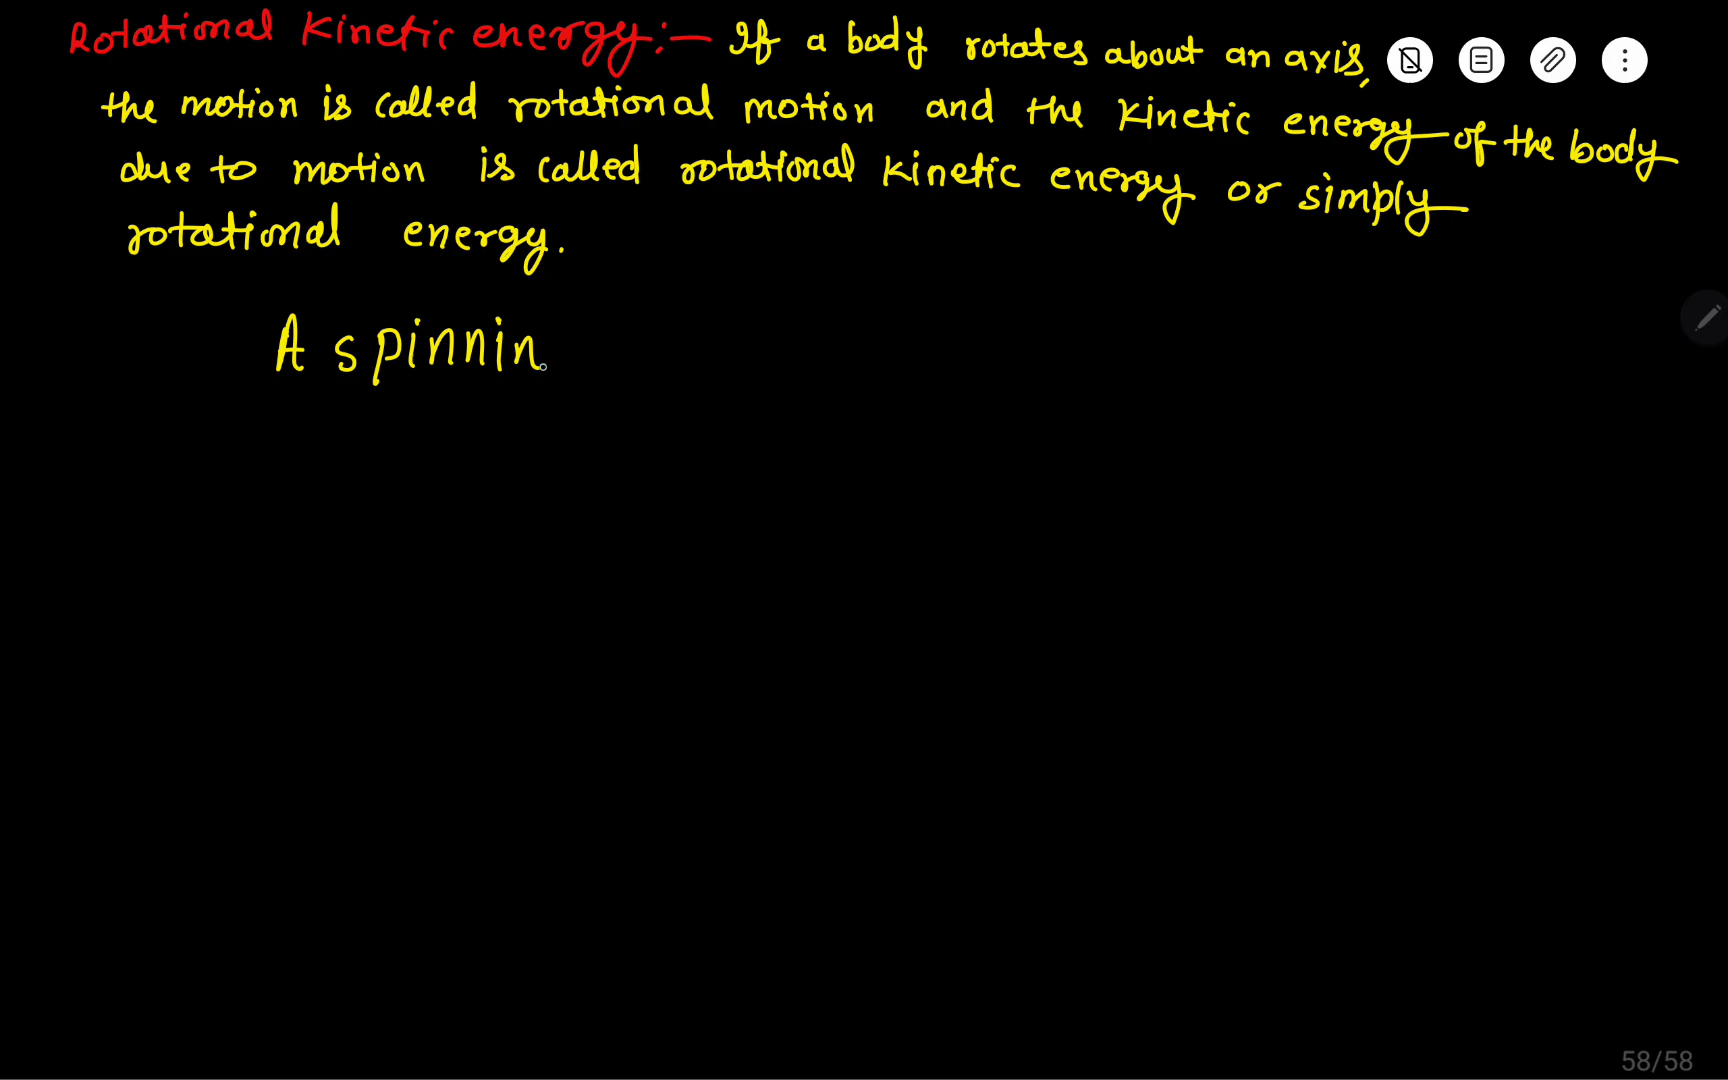 Rotational Kinetic energy:— If a body rotates about an axis,
the motion is called rotational motion and the kinetic energy of the body
due to motion is called rotational kinetic energy or simply
rotational energy.
A spinnin
58/58